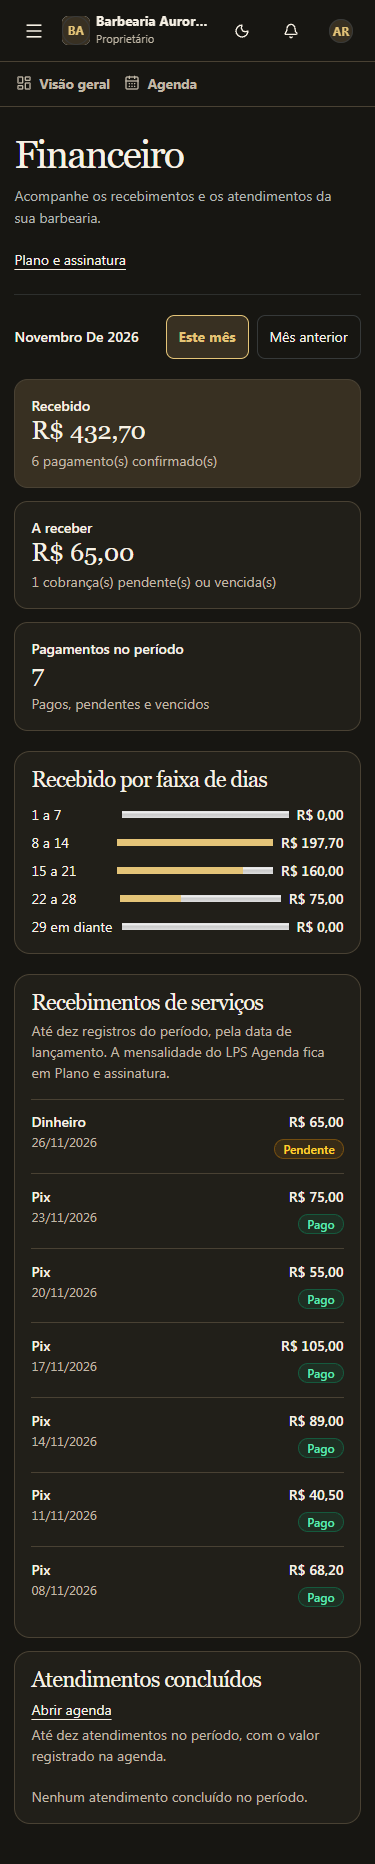 BA
Barbearia Auror...
Proprietário
AR
Visão geral
Agenda
Financeiro
Acompanhe os recebimentos e os atendimentos da
sua barbearia.
Plano e assinatura
Novembro De 2026
Este mês
Mês anterior
Recebido
R$ 432,70
6 pagamento(s) confirmado(s)
A receber
R$ 65,00
1 cobrança(s) pendente(s) ou vencida(s)
Pagamentos no período
7
Pagos, pendentes e vencidos
Recebido por faixa de dias
1 a 7 R$ 0,00
8 a 14 R$ 197,70
15 a 21 R$ 160,00
22 a 28 R$ 75,00
29 em diante R$ 0,00
Recebimentos de serviços
Até dez registros do período, pela data de
lançamento. A mensalidade do LPS Agenda fica
em Plano e assinatura.
Dinheiro R$ 65,00
26/11/2026 Pendente
Pix R$ 75,00
23/11/2026 Pago
Pix R$ 55,00
20/11/2026 Pago
Pix R$ 105,00
17/11/2026 Pago
Pix R$ 89,00
14/11/2026 Pago
Pix R$ 40,50
11/11/2026 Pago
Pix R$ 68,20
08/11/2026 Pago
Atendimentos concluídos
Abrir agenda
Até dez atendimentos no período, com o valor
registrado na agenda.
Nenhum atendimento concluído no período.